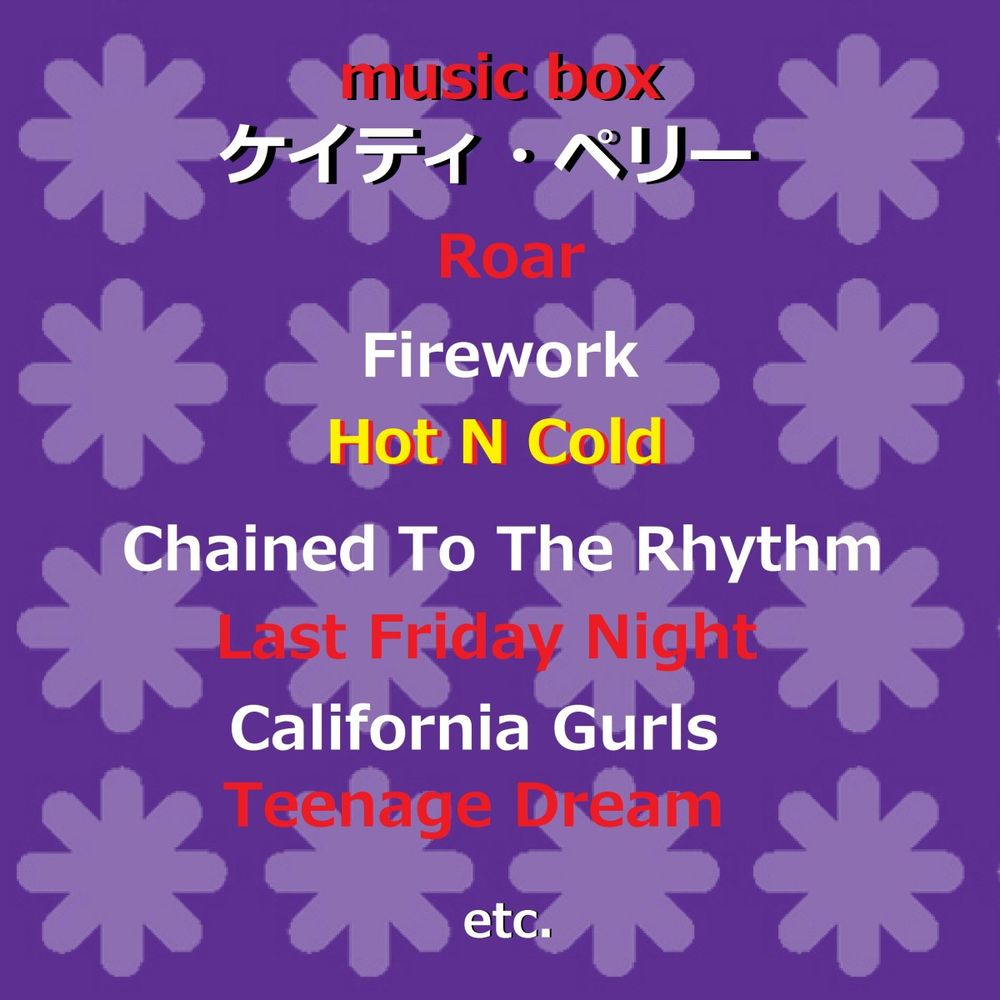 music box
ケイティ・ペリー
Roar
Firework
Hot N Cold
Chained To The Rhythm
Last Friday Night
California Gurls
Teenage Dream
etc.